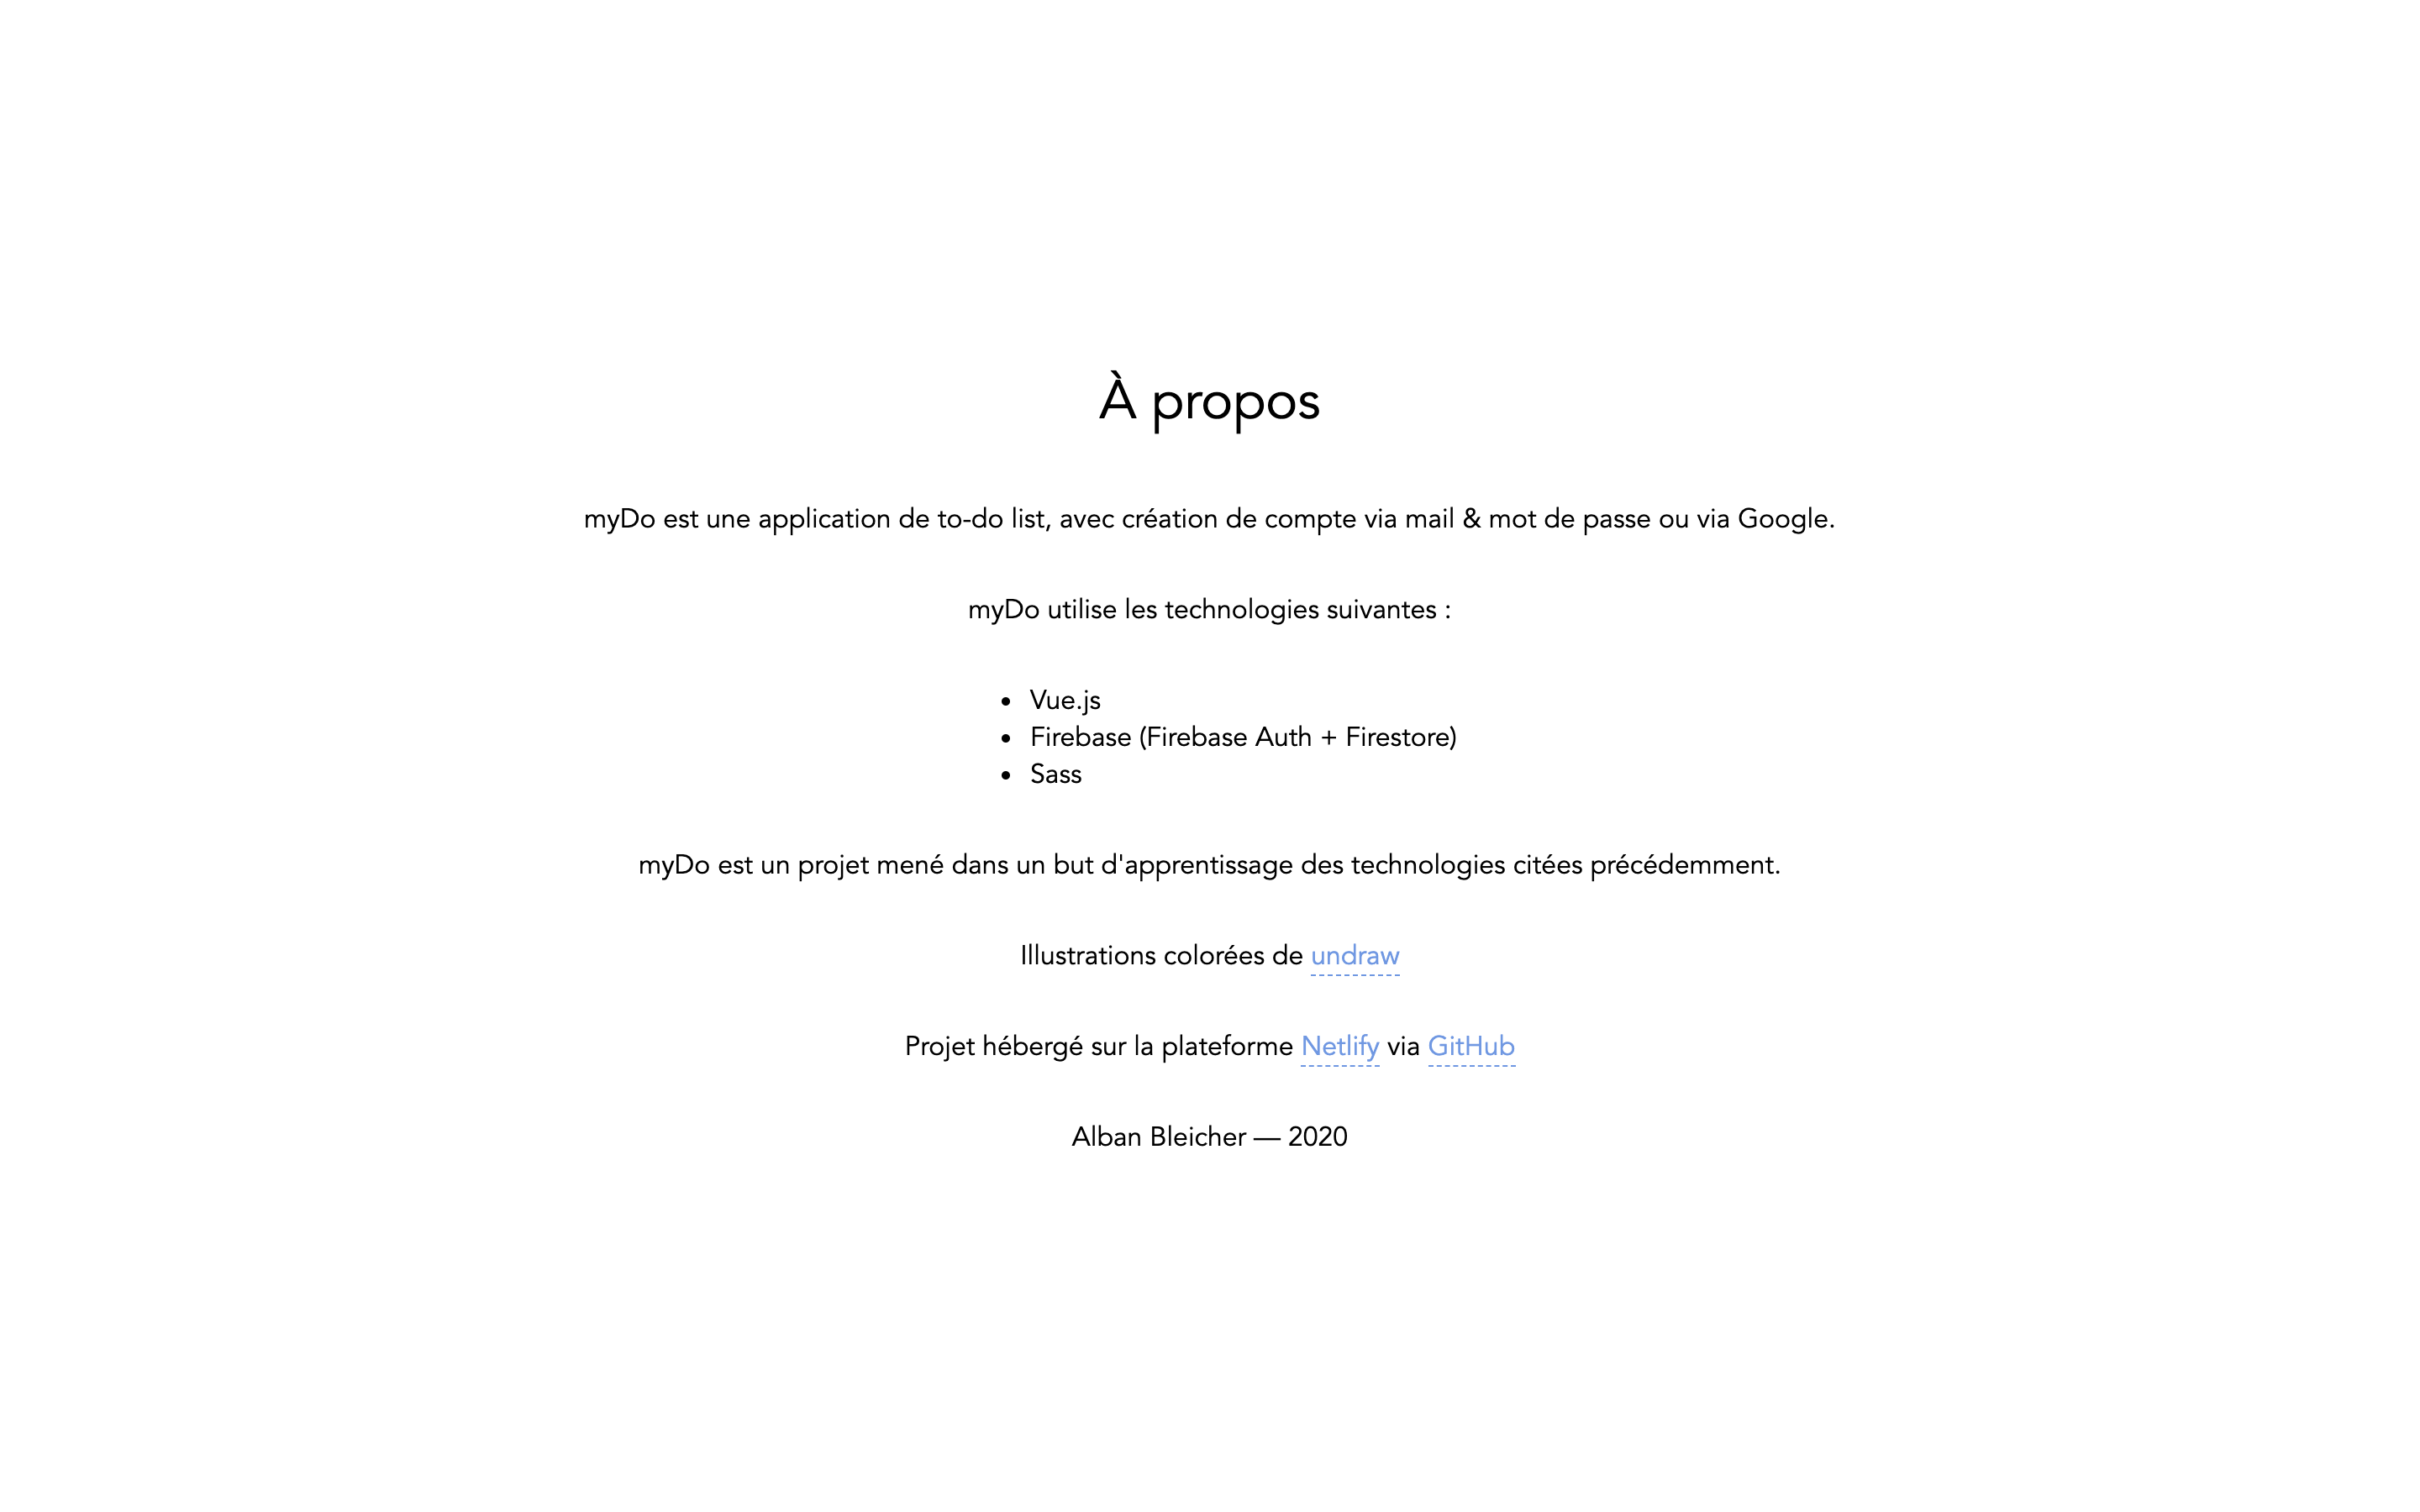 À propos
myDo est une application de to-do list, avec création de compte via mail & mot de passe ou via Google.
myDo utilise les technologies suivantes :
• Vue.js
• Firebase (Firebase Auth + Firestore)
• Sass
myDo est un projet mené dans un but d'apprentissage des technologies citées précédemment.
Illustrations colorées de undraw
Projet hébergé sur la plateforme Netlify via GitHub
Alban Bleicher — 2020